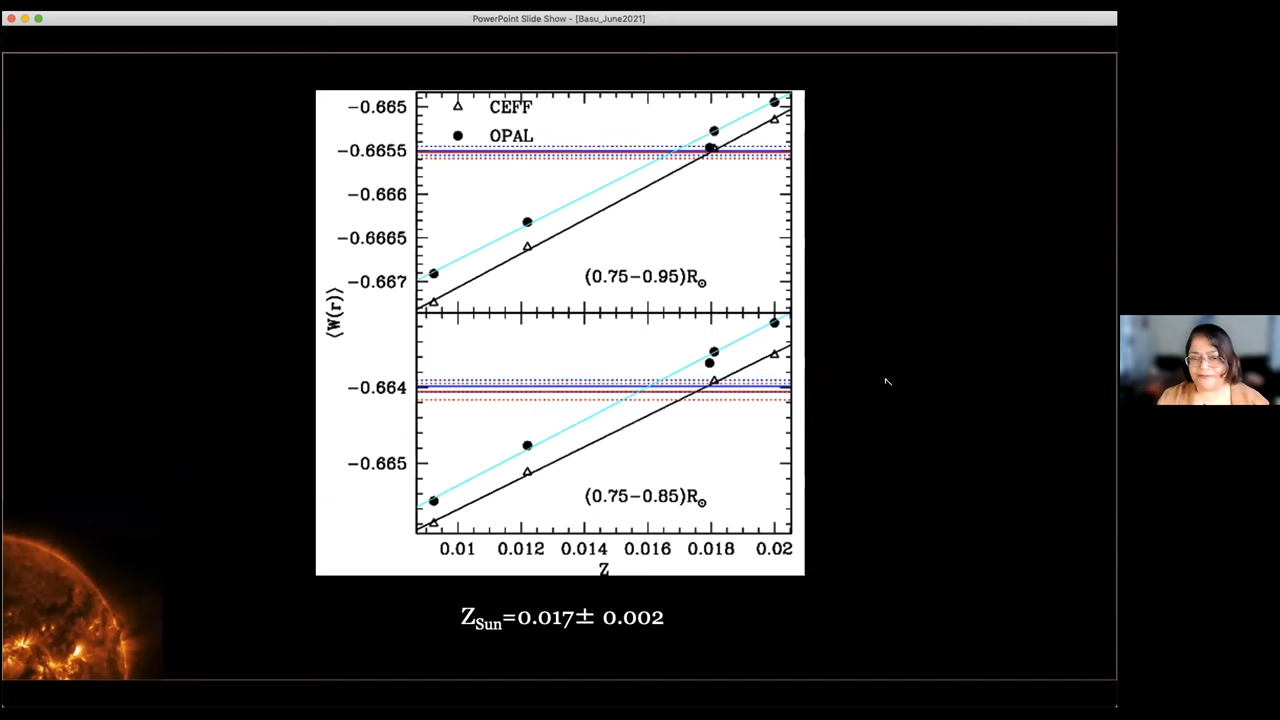 PowerPoint Slide Show - [Basu_June2021]
CEFF
OPAL
−0.665
−0.6655
−0.666
−0.6665
−0.667
(0.75−0.95)R⊙
⟨W(r)⟩
−0.664
−0.665
(0.75−0.85)R⊙
0.01 0.012 0.014 0.016 0.018 0.02
Z
Z_Sun=0.017± 0.002